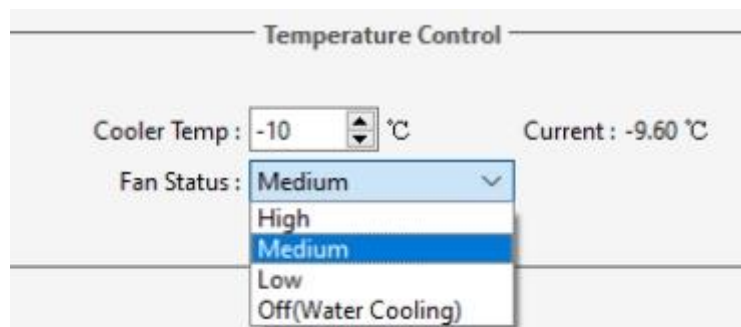 Temperature Control
Cooler Temp : -10 ℃ Current : -9.60 ℃
Fan Status : Medium
High
Medium
Low
Off(Water Cooling)